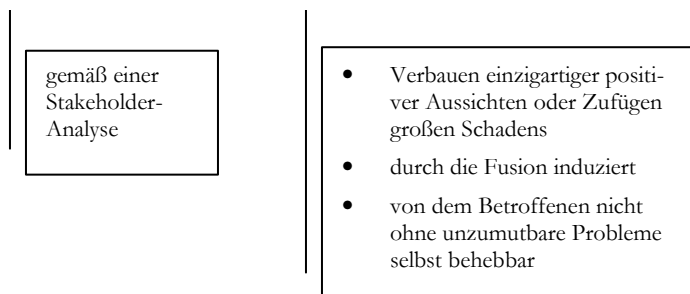 gemäß einer
Stakeholder-
Analyse
• Verbauen einzigartiger positi-
ver Aussichten oder Zufügen
großen Schadens
• durch die Fusion induziert
• von dem Betroffenen nicht
ohne unzumutbare Probleme
selbst behebbar